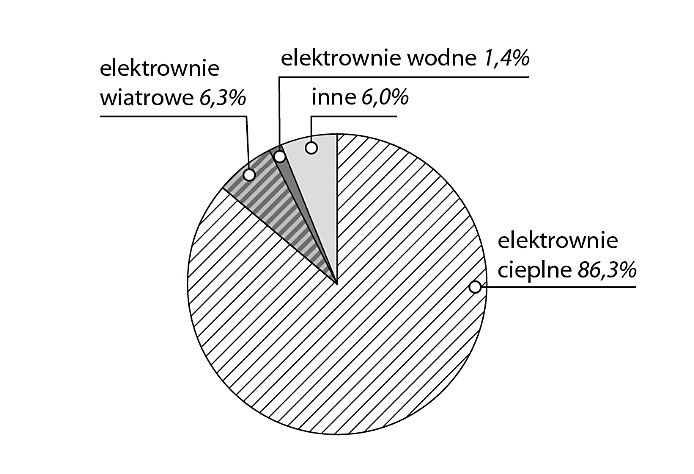 elektrownie
wiatrowe 6,3%
elektrownie wodne 1,4%
inne 6,0%
elektrownie
cieplne 86,3%